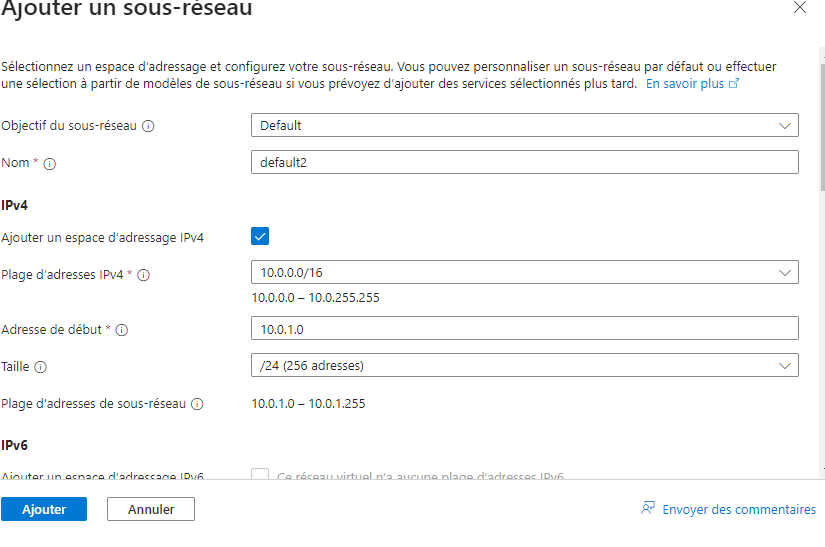 Ajouter un sous-réseau
Sélectionnez un espace d'adressage et configurez votre sous-réseau. Vous pouvez personnaliser un sous-réseau par défaut ou effectuer
une sélection à partir de modèles de sous-réseau si vous prévoyez d'ajouter des services sélectionnés plus tard. En savoir plus
Objectif du sous-réseau Default
Nom * default2
IPv4
Ajouter un espace d'adressage IPv4
Plage d'adresses IPv4 * 10.0.0.0/16
10.0.0.0 – 10.0.255.255
Adresse de début * 10.0.1.0
Taille /24 (256 adresses)
Plage d'adresses de sous-réseau 10.0.1.0 – 10.0.1.255
IPv6
Ajouter un espace d'adressage IPv6 Ce réseau virtuel n'a aucune plage d'adresses IPv6
Ajouter Annuler Envoyer des commentaires